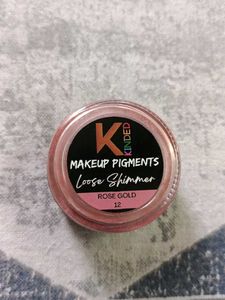 K
KINDED
MAKEUP PIGMENTS
Loose Shimmer
ROSE GOLD
12